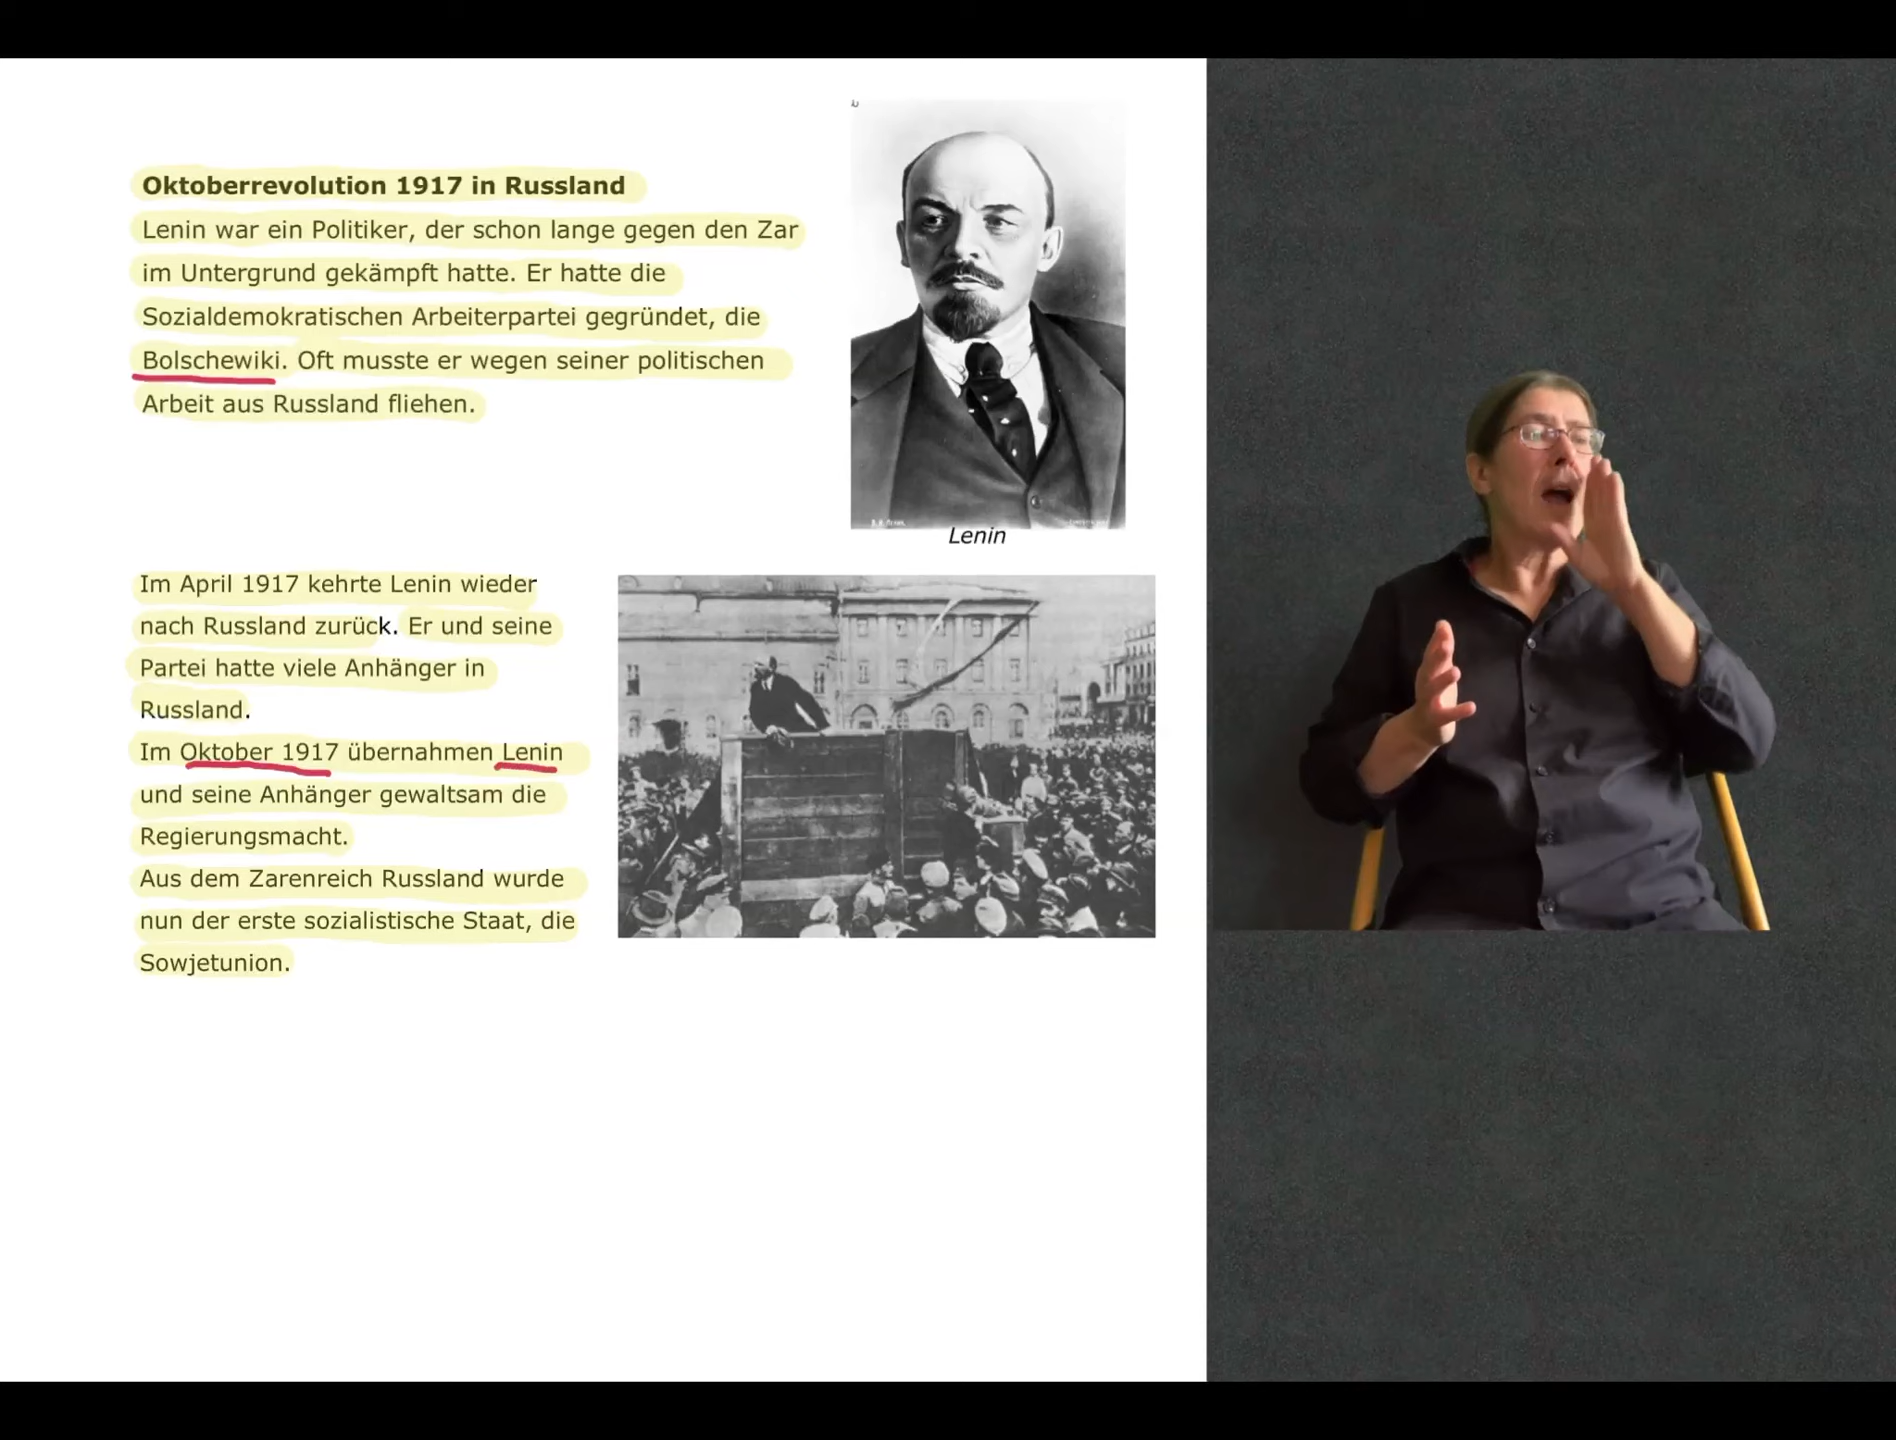 Oktoberrevolution 1917 in Russland
Lenin war ein Politiker, der schon lange gegen den Zar
im Untergrund gekämpft hatte. Er hatte die
Sozialdemokratischen Arbeiterpartei gegründet, die
Bolschewiki. Oft musste er wegen seiner politischen
Arbeit aus Russland fliehen.
Lenin
Im April 1917 kehrte Lenin wieder
nach Russland zurück. Er und seine
Partei hatte viele Anhänger in
Russland.
Im Oktober 1917 übernahmen Lenin
und seine Anhänger gewaltsam die
Regierungsmacht.
Aus dem Zarenreich Russland wurde
nun der erste sozialistische Staat, die
Sowjetunion.